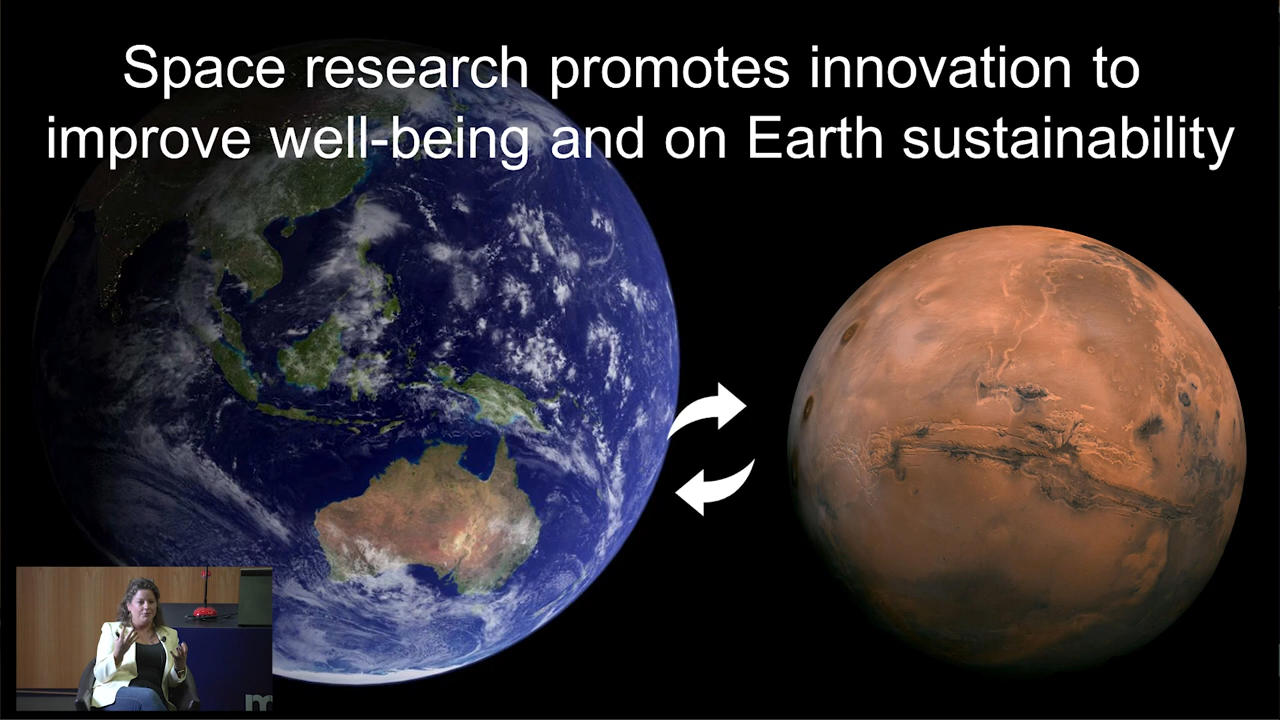 Space research promotes innovation to
improve well-being and on Earth sustainability
m